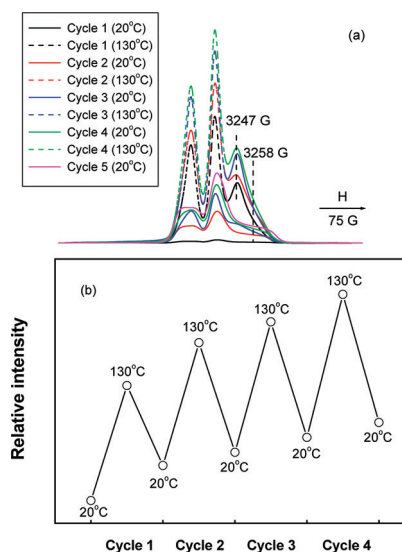 (a)
Cycle 1 (20°C)
Cycle 1 (130°C)
Cycle 2 (20°C)
Cycle 2 (130°C)
Cycle 3 (20°C)
Cycle 3 (130°C)
Cycle 4 (20°C)
Cycle 4 (130°C)
Cycle 5 (20°C)
3247 G
3258 G
H
75 G
(b)
Relative intensity
130°C
130°C
130°C
130°C
20°C
20°C
20°C
20°C
20°C
Cycle 1 Cycle 2 Cycle 3 Cycle 4